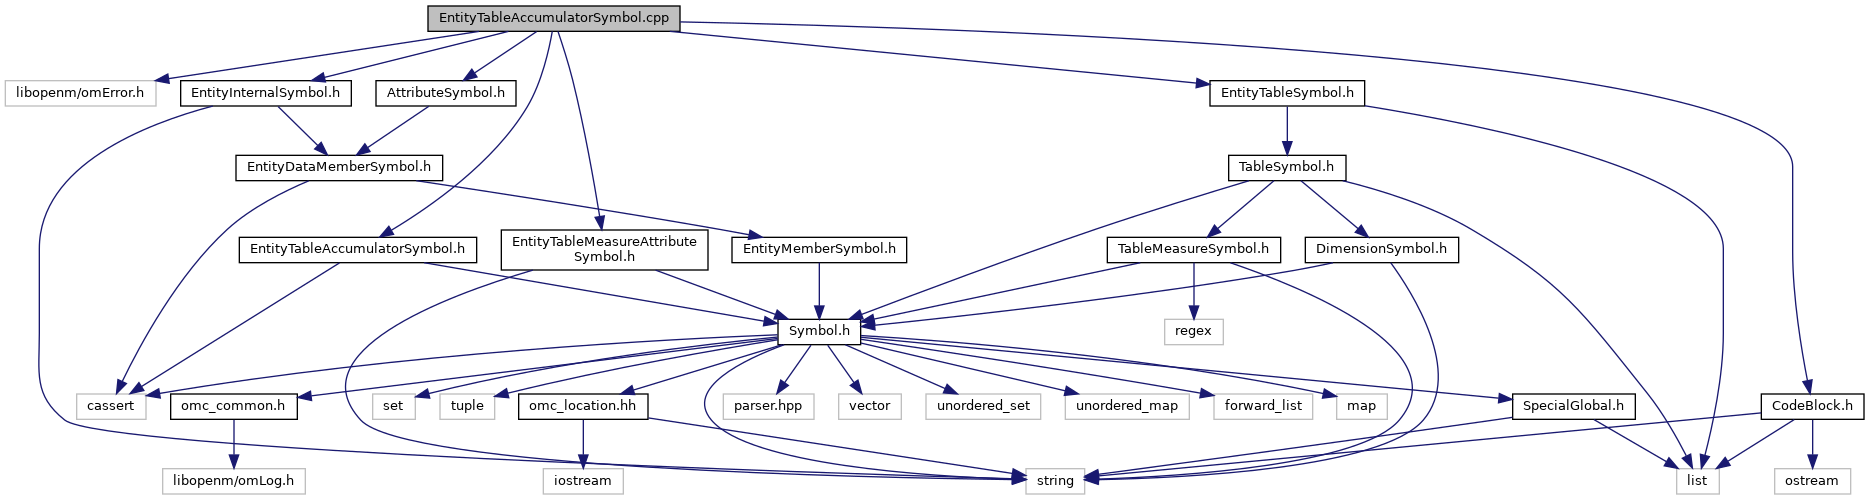 EntityTableAccumulatorSymbol.cpp
libopenm/omError.h
EntityInternalSymbol.h
AttributeSymbol.h
EntityTableSymbol.h
EntityDataMemberSymbol.h
TableSymbol.h
EntityTableAccumulatorSymbol.h
EntityTableMeasureAttribute
Symbol.h
EntityMemberSymbol.h
TableMeasureSymbol.h
DimensionSymbol.h
Symbol.h
regex
cassert
omc_common.h
set
tuple
omc_location.hh
parser.hpp
vector
unordered_set
unordered_map
forward_list
map
SpecialGlobal.h
CodeBlock.h
libopenm/omLog.h
iostream
string
list
ostream